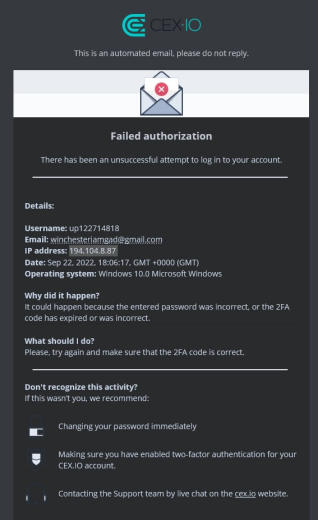 CEX·IO
This is an automated email, please do not reply.
Failed authorization
There has been an unsuccessful attempt to log in to your account.
Details:
Username: up122714818
Email: winchesteriamgad@gmail.com
IP address: 194.104.8.87
Date: Sep 22, 2022, 18:06:17, GMT +0000 (GMT)
Operating system: Windows 10.0 Microsoft Windows
Why did it happen?
It could happen because the entered password was incorrect, or the 2FA
code has expired or was incorrect.
What should I do?
Please, try again and make sure that the 2FA code is correct.
Don't recognize this activity?
If this wasn't you, we recommend:
Changing your password immediately
Making sure you have enabled two-factor authentication for your
CEX.IO account.
Contacting the Support team by live chat on the cex.io website.